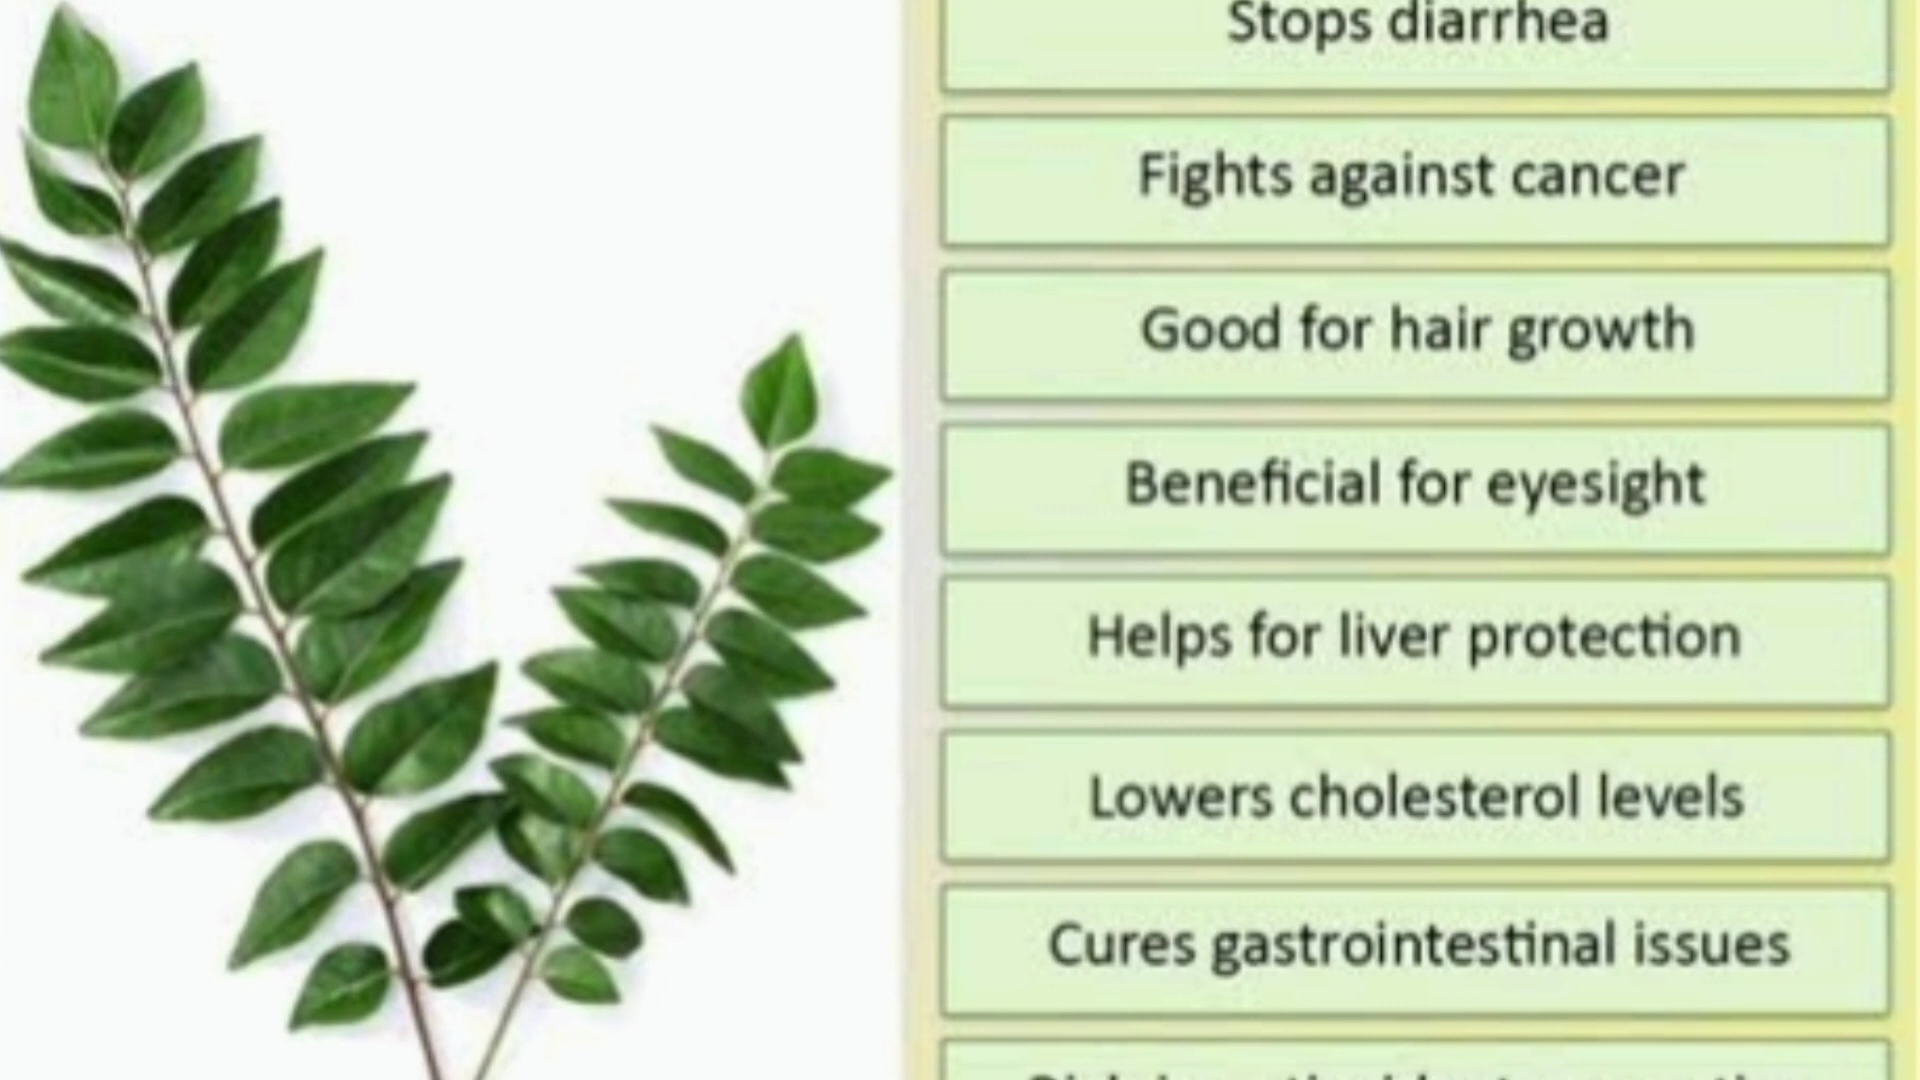 Stops diarrhea
Fights against cancer
Good for hair growth
Beneficial for eyesight
Helps for liver protection
Lowers cholesterol levels
Cures gastrointestinal issues